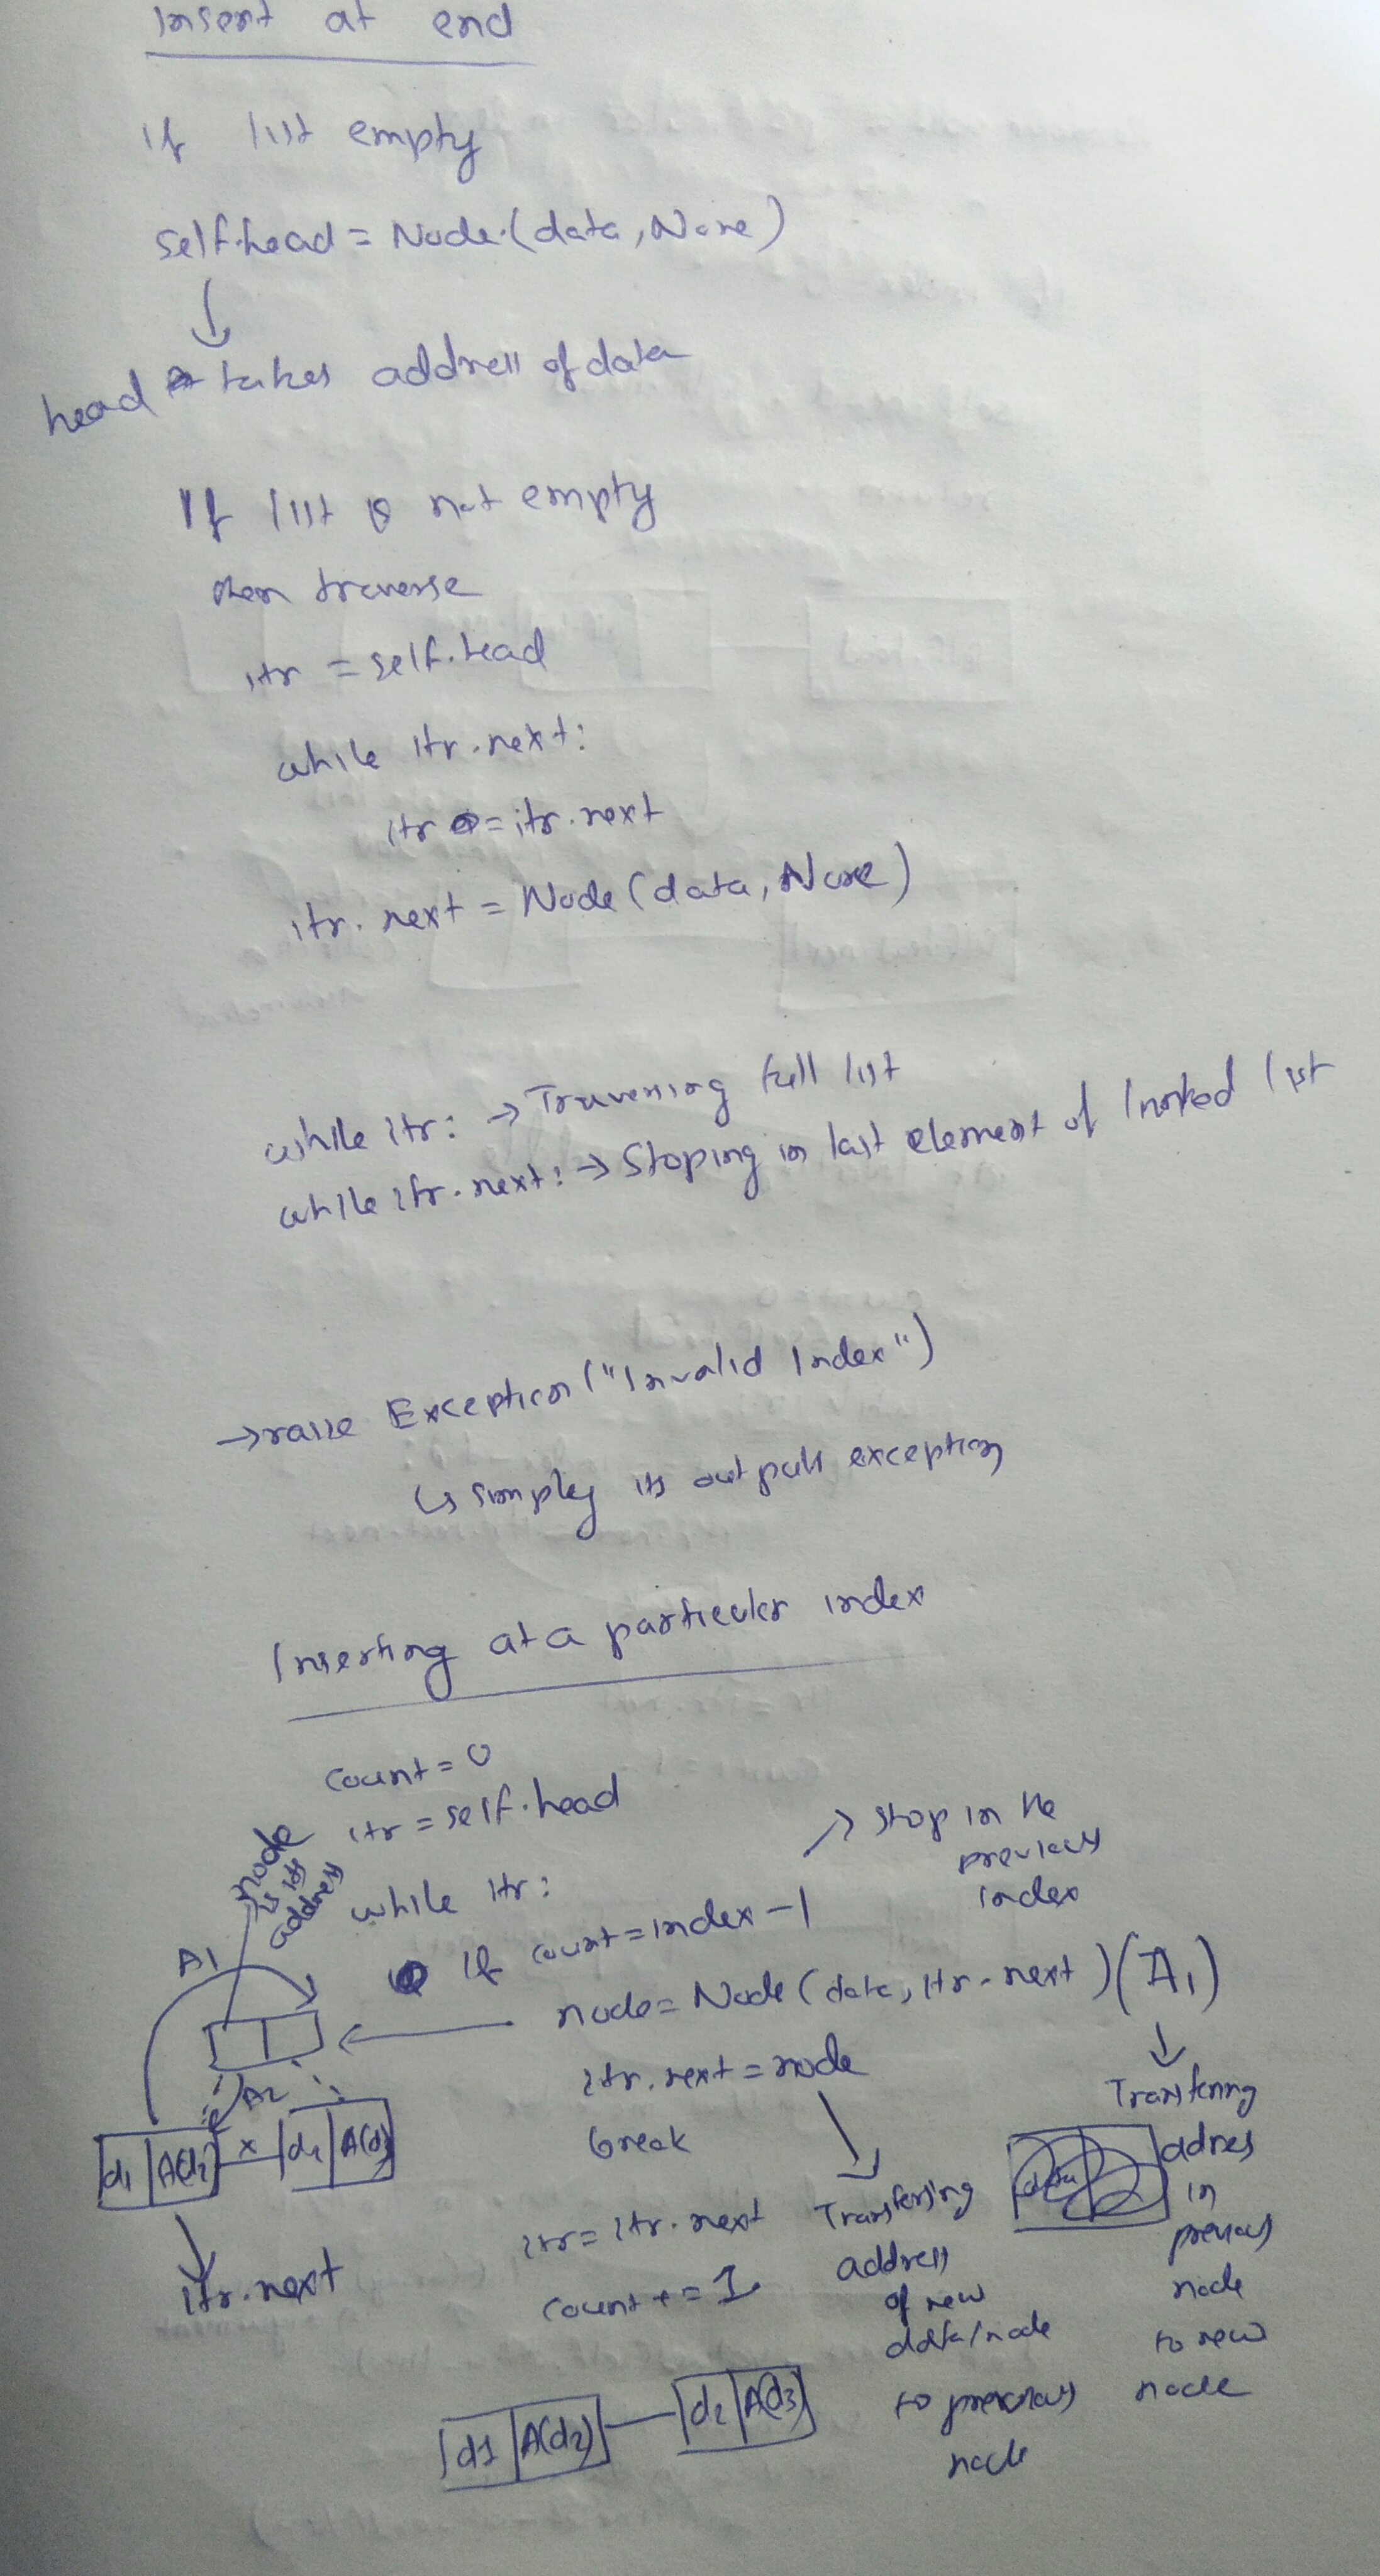 Insert at end
if list empty
self.head = Node.(data, None)
head takes address of data
If list is not empty
then traverse
itr = self.head
while itr.next:
itr = itr.next
itr.next = Node (data, None)
while itr: → Traversing full list
while itr.next: → Stoping in last element of linked list
→ raise Exception ("Invalid Index")
↳ simply its outputs exception
Inserting at a particular index
count = 0
itr = self.head
while itr:
→ stop in the
previous
index
If count = index - 1
node = Node (data, itr.next) (A1)
itr.next = node
break
itr = itr.next
count += 1
node
is its
address
A1
A2
d1 A(d2) x d2 A(d3)
itr.next
Transfering
address
of new
data/node
to previous
node
Transfering
adres
in
previous
node
to new
node
d1 A(d2) d2 A(d3)